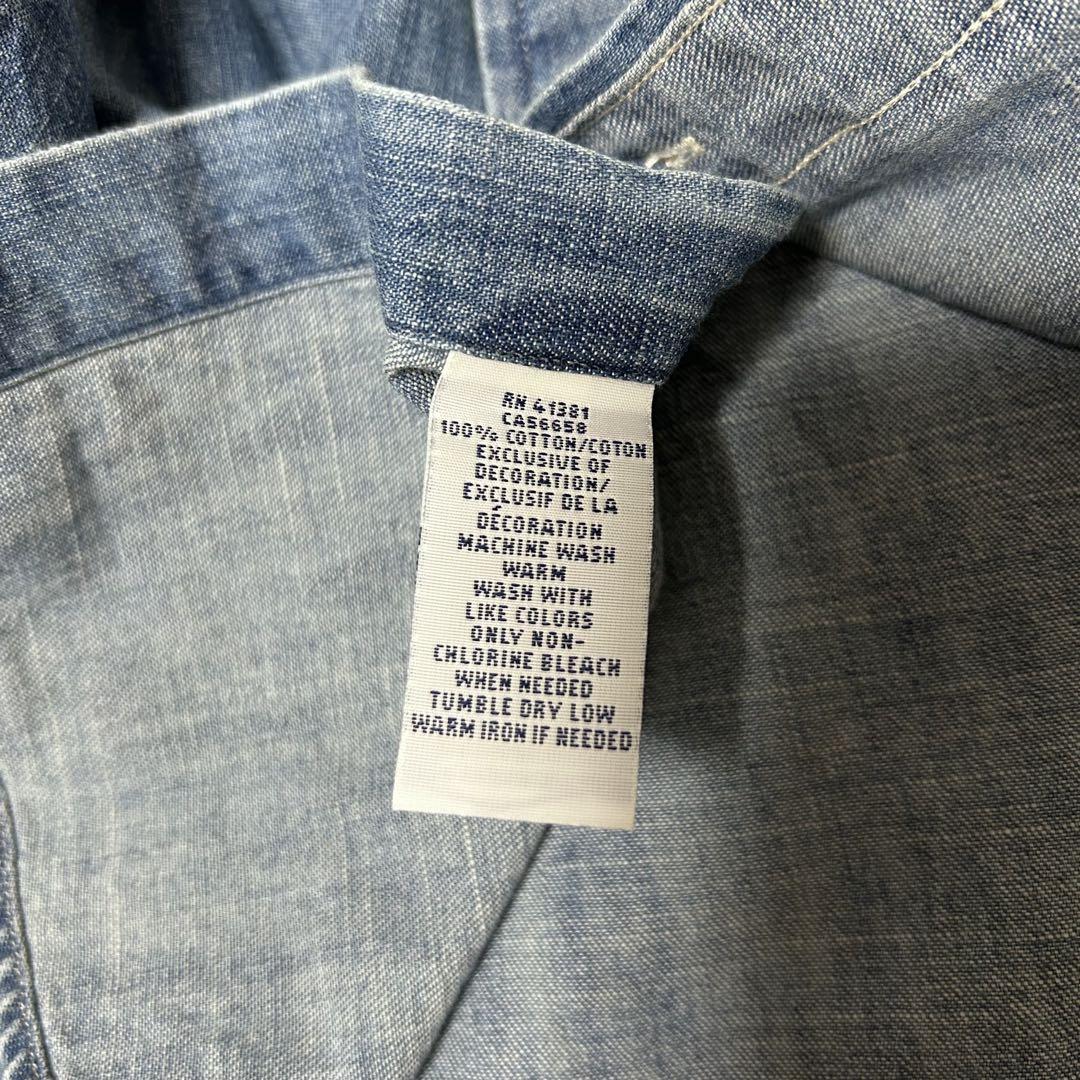 RN 41381
CA56658
100% COTTON/COTON
EXCLUSIVE OF
DECORATION/
EXCLUSIF DE LA
DÉCORATION
MACHINE WASH
WARM
WASH WITH
LIKE COLORS
ONLY NON-
CHLORINE BLEACH
WHEN NEEDED
TUMBLE DRY LOW
WARM IRON IF NEEDED